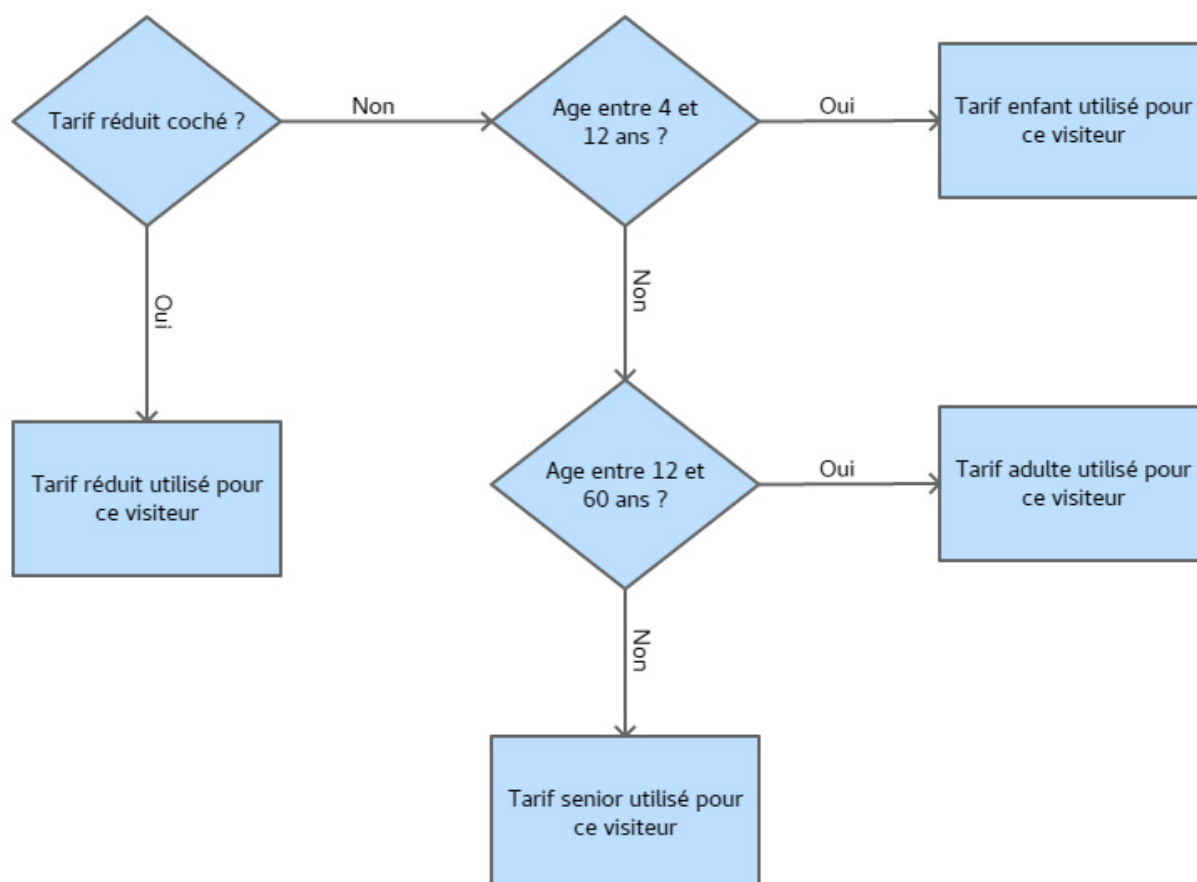 Tarif réduit coché ?
Non
Age entre 4 et
12 ans ?
Oui
Tarif enfant utilisé pour
ce visiteur
Oui
Non
Tarif réduit utilisé pour
ce visiteur
Age entre 12 et
60 ans ?
Oui
Tarif adulte utilisé pour
ce visiteur
Non
Tarif senior utilisé pour
ce visiteur